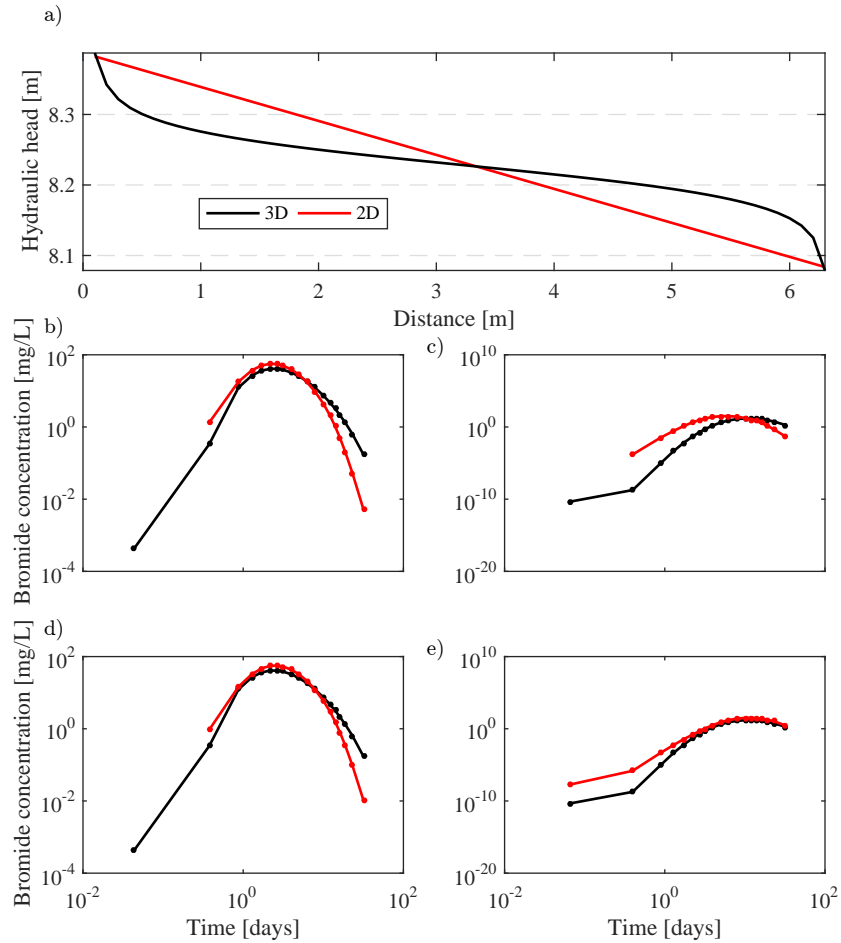 a)
Hydraulic head [m]
8.3
8.2
8.1
3D 2D
0 1 2 3 4 5 6
Distance [m]
b)
Bromide concentration [mg/L]
10^2
10^0
10^-2
10^-4
c)
10^10
10^0
10^-10
10^-20
d)
Bromide concentration [mg/L]
10^2
10^0
10^-2
10^-4
10^-2 10^0 10^2
Time [days]
e)
10^10
10^0
10^-10
10^-20
10^-2 10^0 10^2
Time [days]